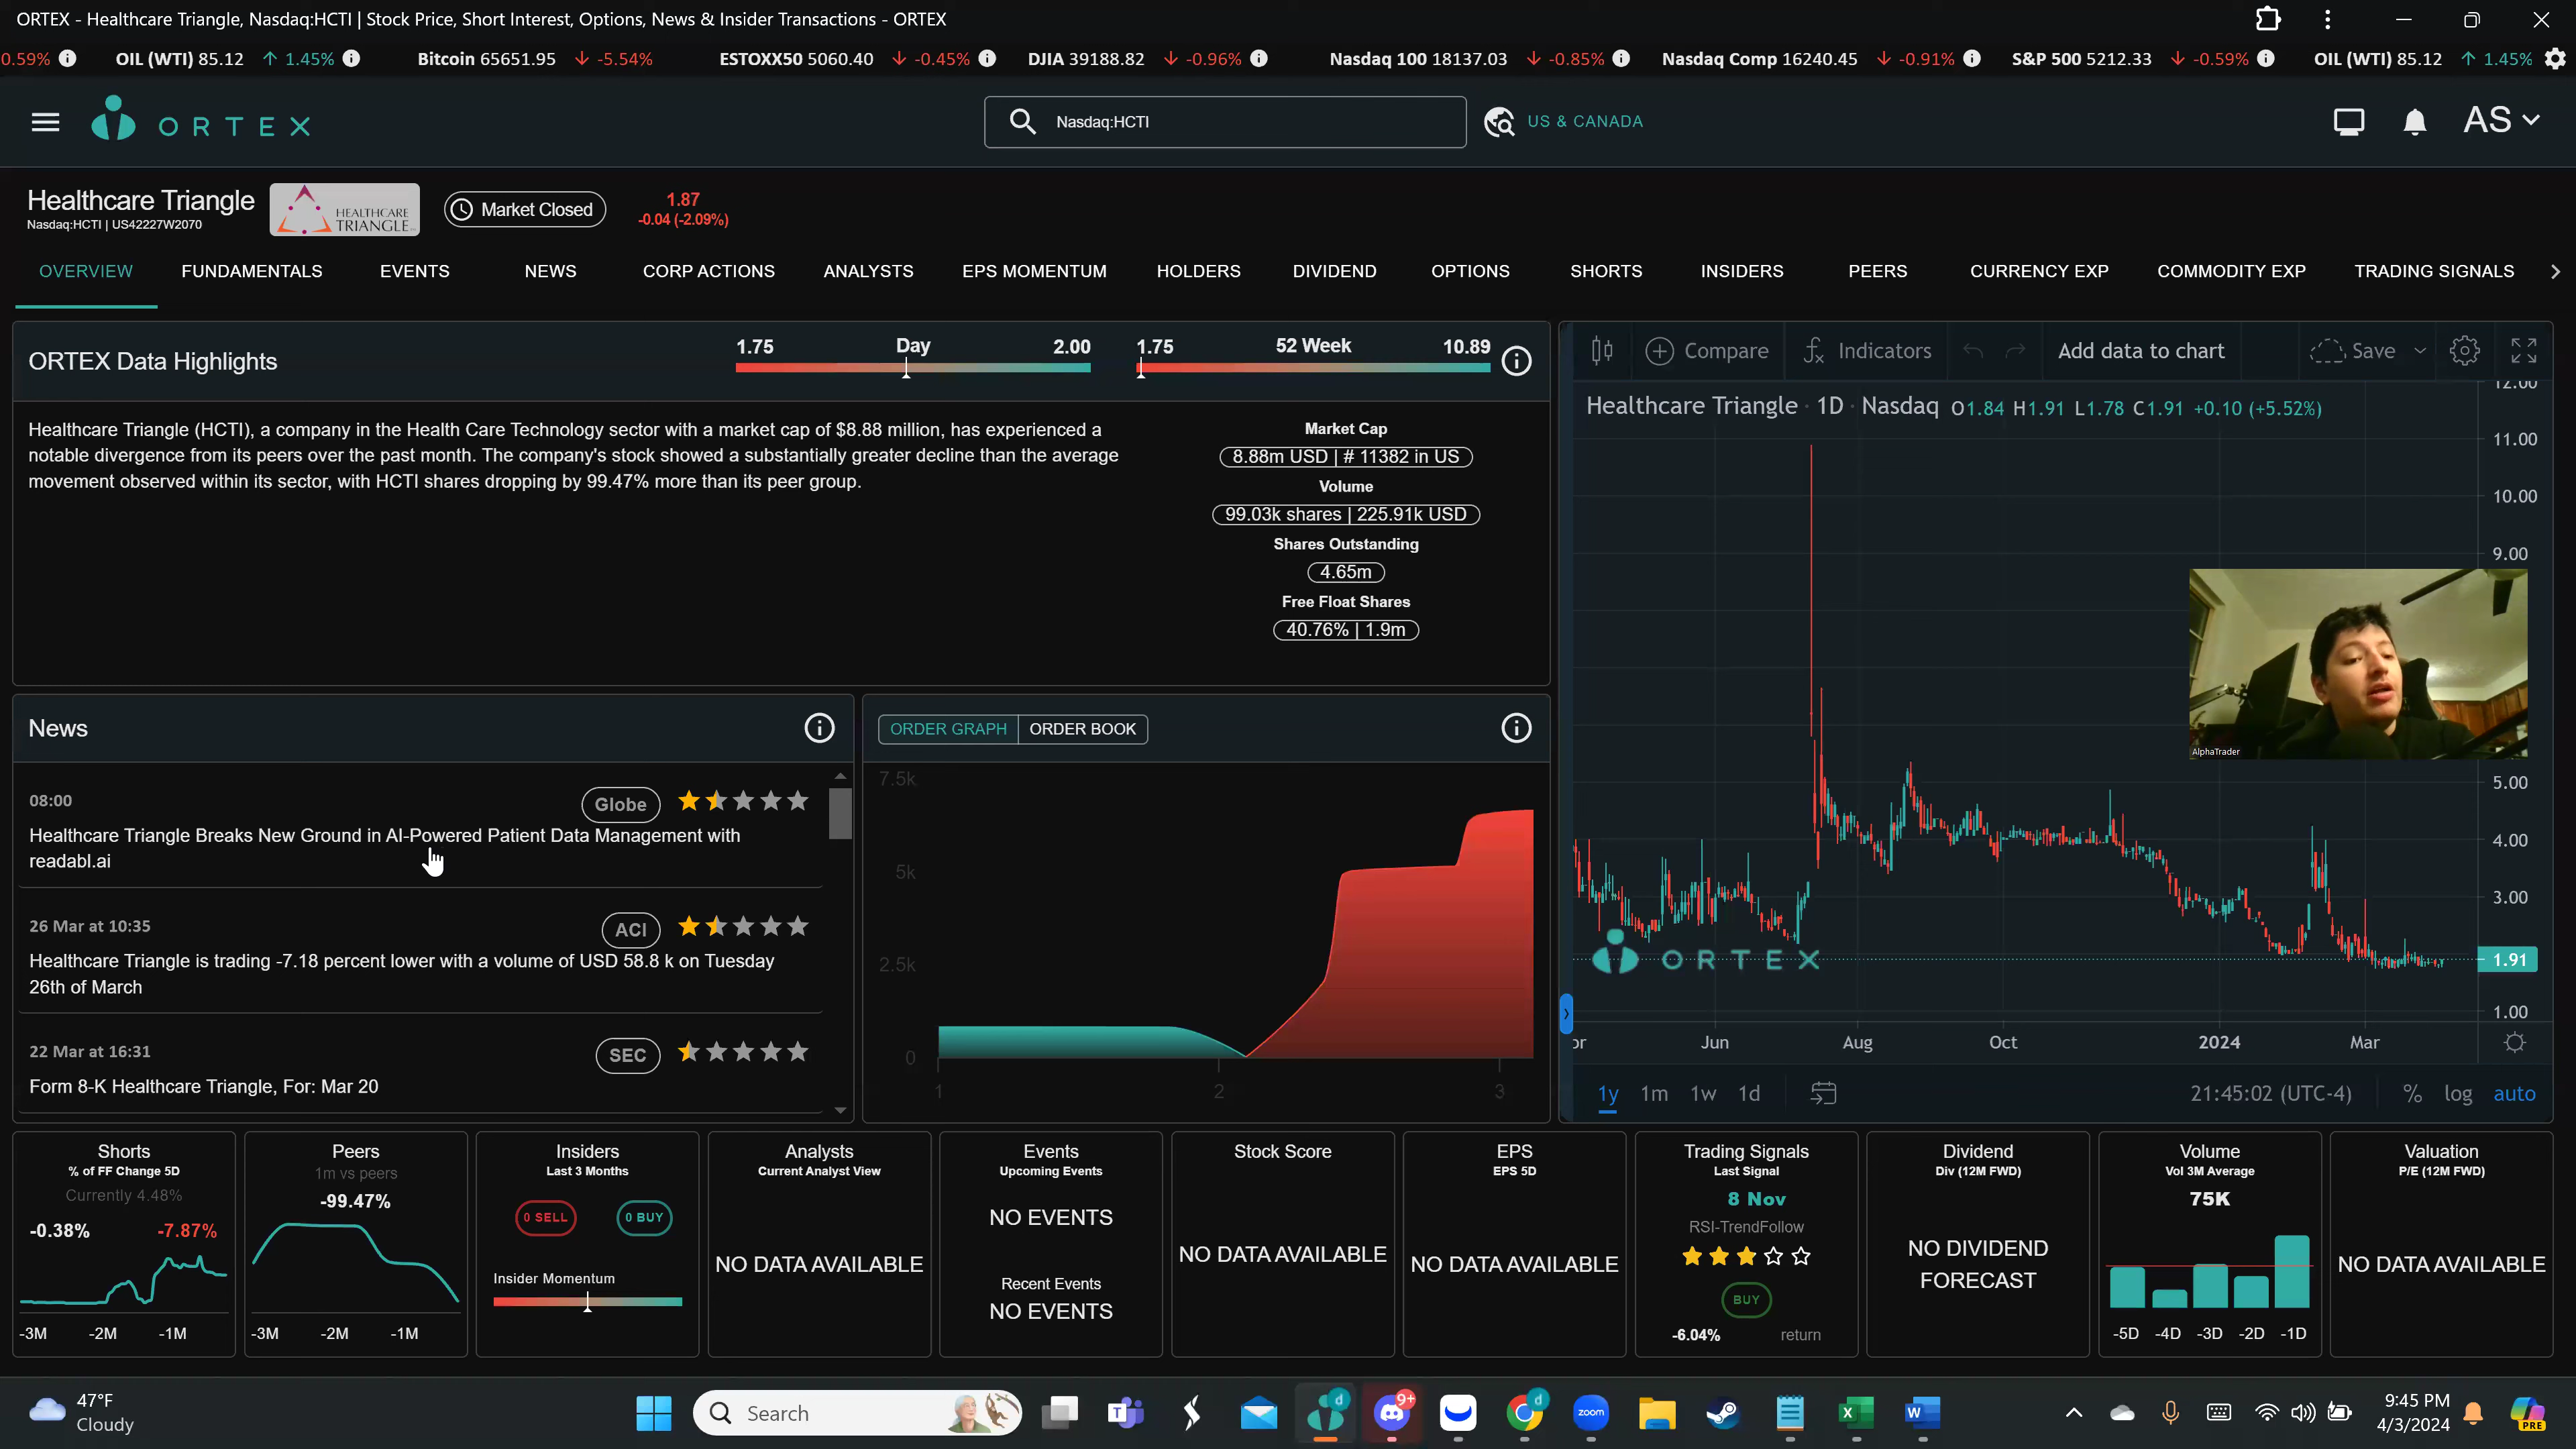 ORTEX - Healthcare Triangle, Nasdaq:HCTI | Stock Price, Short Interest, Options, News & Insider Transactions - ORTEX
0.59% OIL (WTI) 85.12 ↑ 1.45% Bitcoin 65651.95 ↓ -5.54% ESTOXX50 5060.40 ↓ -0.45% DJIA 39188.82 ↓ -0.96% Nasdaq 100 18137.03 ↓ -0.85% Nasdaq Comp 16240.45 ↓ -0.91% S&P 500 5212.33 ↓ -0.59% OIL (WTI) 85.12 ↑ 1.45%
ORTEX
Nasdaq:HCTI
US & CANADA
AS
Healthcare Triangle
Nasdaq:HCTI | US42227W2070
HEALTHCARE
TRIANGLE
Market Closed
1.87
-0.04 (-2.09%)
OVERVIEW FUNDAMENTALS EVENTS NEWS CORP ACTIONS ANALYSTS EPS MOMENTUM HOLDERS DIVIDEND OPTIONS SHORTS INSIDERS PEERS CURRENCY EXP COMMODITY EXP TRADING SIGNALS
ORTEX Data Highlights
1.75 Day 2.00
1.75 52 Week 10.89
Healthcare Triangle (HCTI), a company in the Health Care Technology sector with a market cap of $8.88 million, has experienced a
notable divergence from its peers over the past month. The company's stock showed a substantially greater decline than the average
movement observed within its sector, with HCTI shares dropping by 99.47% more than its peer group.
Market Cap
8.88m USD | # 11382 in US
Volume
99.03k shares | 225.91k USD
Shares Outstanding
4.65m
Free Float Shares
40.76% | 1.9m
Compare Indicators Add data to chart Save
Healthcare Triangle · 1D · Nasdaq O1.84 H1.91 L1.78 C1.91 +0.10 (+5.52%)
12.00
11.00
10.00
9.00
5.00
4.00
3.00
1.91
1.00
AlphaTrader
ORTEX
or Jun Aug Oct 2024 Mar
1y 1m 1w 1d
21:45:02 (UTC-4) % log auto
News
08:00 Globe
Healthcare Triangle Breaks New Ground in AI-Powered Patient Data Management with
readabl.ai
26 Mar at 10:35 ACI
Healthcare Triangle is trading -7.18 percent lower with a volume of USD 58.8 k on Tuesday
26th of March
22 Mar at 16:31 SEC
Form 8-K Healthcare Triangle, For: Mar 20
ORDER GRAPH ORDER BOOK
7.5k
5k
2.5k
0
1 2 3
Shorts
% of FF Change 5D
Currently 4.48%
-0.38% -7.87%
-3M -2M -1M
Peers
1m vs peers
-99.47%
-3M -2M -1M
Insiders
Last 3 Months
0 SELL 0 BUY
Insider Momentum
Analysts
Current Analyst View
NO DATA AVAILABLE
Events
Upcoming Events
NO EVENTS
Recent Events
NO EVENTS
Stock Score
NO DATA AVAILABLE
EPS
EPS 5D
NO DATA AVAILABLE
Trading Signals
Last Signal
8 Nov
RSI-TrendFollow
BUY
-6.04% return
Dividend
Div (12M FWD)
NO DIVIDEND
FORECAST
Volume
Vol 3M Average
75K
-5D -4D -3D -2D -1D
Valuation
P/E (12M FWD)
NO DATA AVAILABLE
47°F
Cloudy
Search
9+
zoom
9:45 PM
4/3/2024
PRE